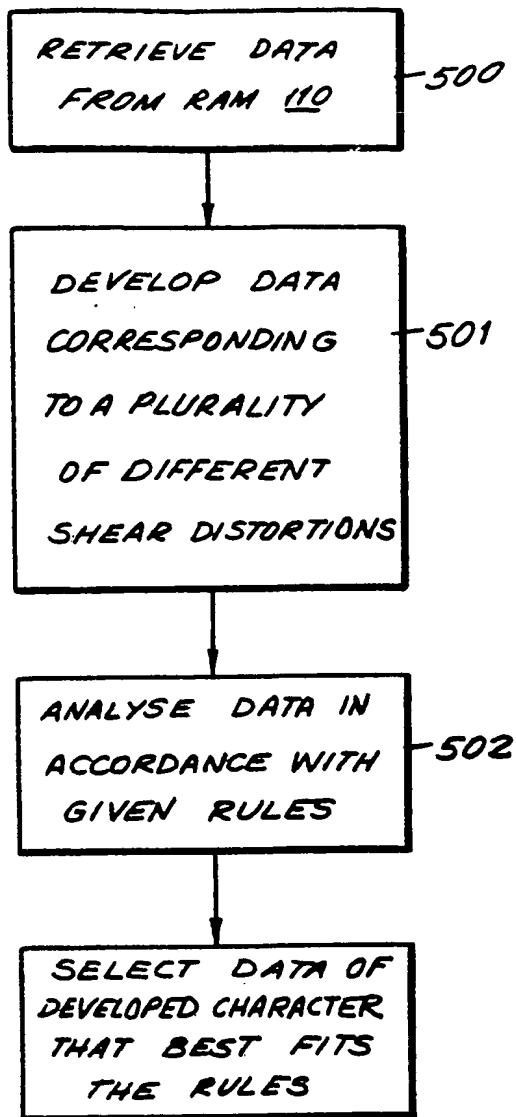 RETRIEVE DATA
FROM RAM 110
500
DEVELOP DATA
CORRESPONDING
TO A PLURALITY
OF DIFFERENT
SHEAR DISTORTIONS
501
ANALYSE DATA IN
ACCORDANCE WITH
GIVEN RULES
502
SELECT DATA OF
DEVELOPED CHARACTER
THAT BEST FITS
THE RULES